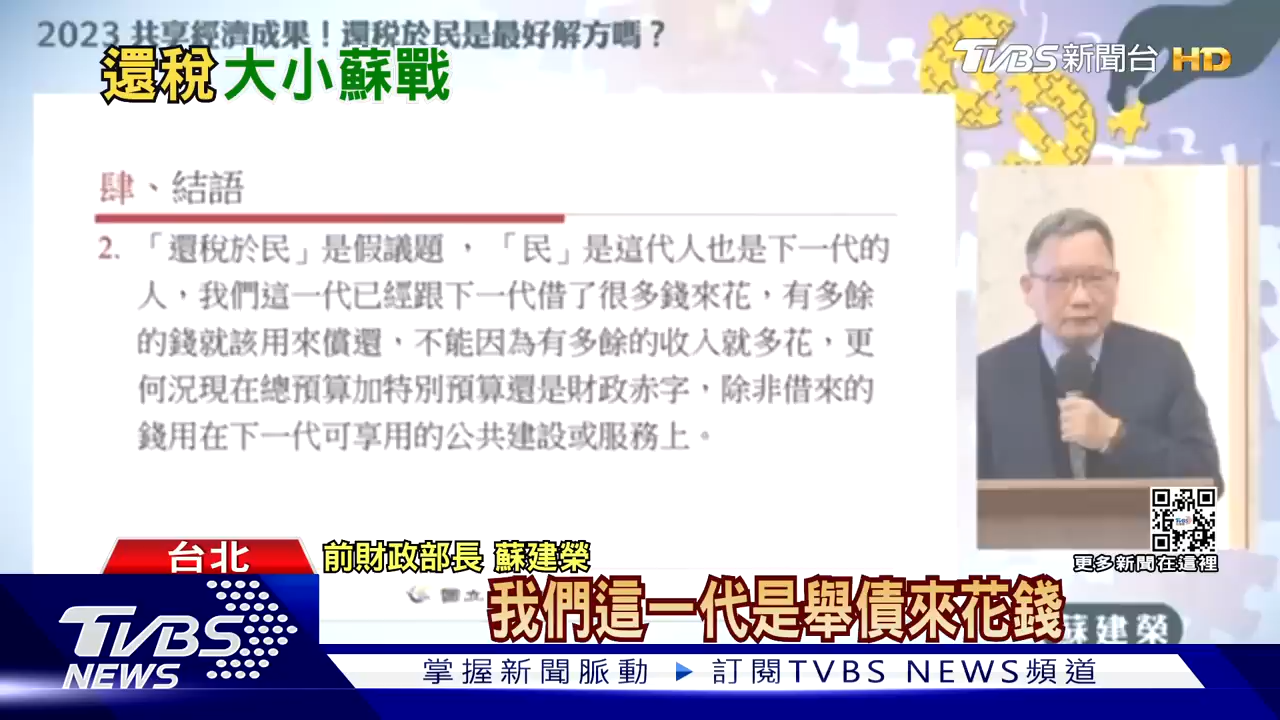 2023 共享經濟成果！還稅於民是最好解方嗎？
TVBS新聞台 HD
還稅大小蘇戰
肆、結語
2.「還稅於民」是假議題，「民」是這代人也是下一代的
人，我們這一代已經跟下一代借了很多錢來花，有多餘
的錢就該用來償還，不能因為有多餘的收入就多花，更
何況現在總預算加特別預算還是財政赤字，除非借來的
錢用在下一代可享用的公共建設或服務上。
更多新聞在這裡
台北
前財政部長 蘇建榮
國立
我們這一代是舉債來花錢
蘇建榮
TVBS NEWS
掌握新聞脈動 ▶ 訂閱TVBS NEWS頻道